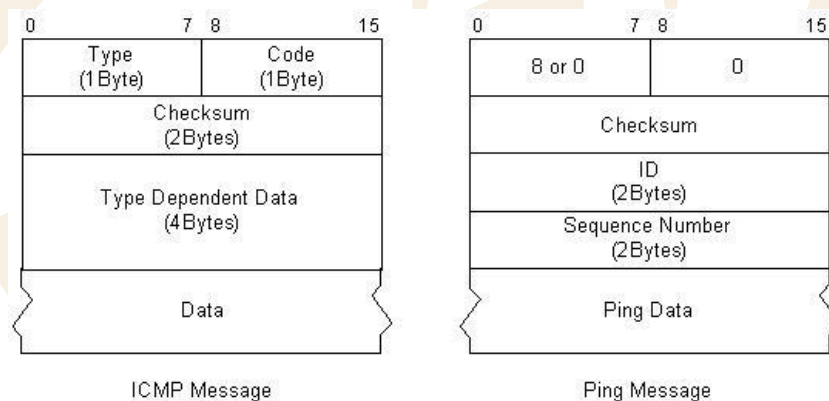 0 7 8 15
Type Code
(1Byte) (1Byte)
Checksum
(2Bytes)
Type Dependent Data
(4Bytes)
Data
ICMP Message
0 7 8 15
8 or 0 0
Checksum
ID
(2Bytes)
Sequence Number
(2Bytes)
Ping Data
Ping Message